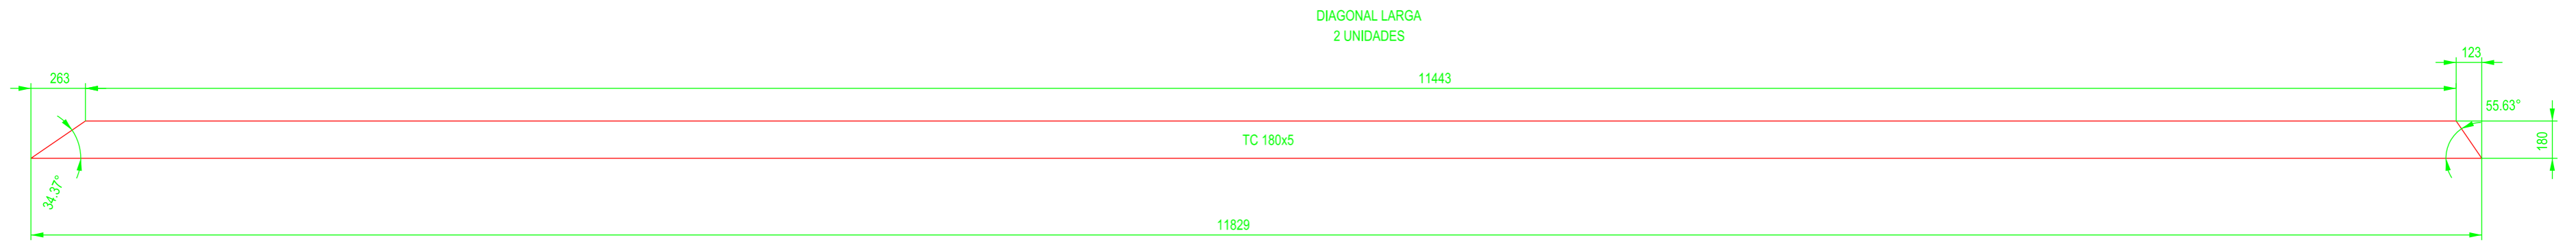 DIAGONAL LARGA
2 UNIDADES
123
263
11443
55.63°
TC 180x5
180
34.37°
11829